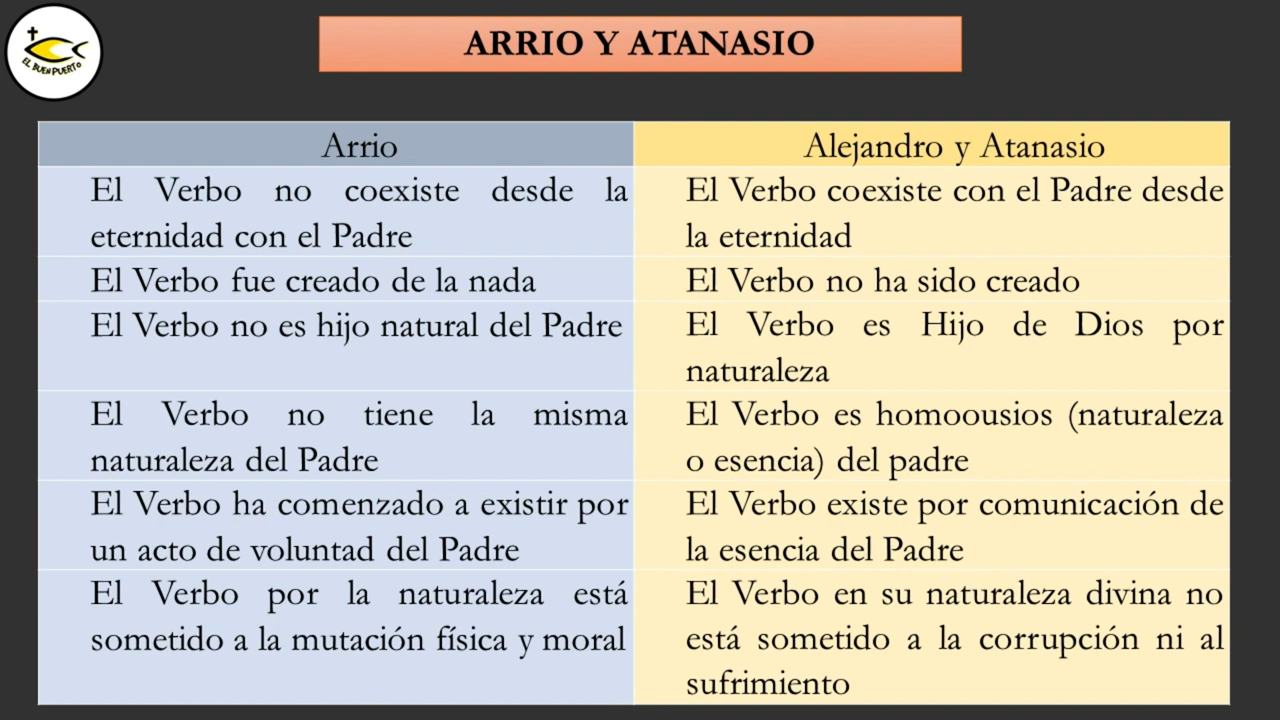 EL BUEN PUERTO
ARRIO Y ATANASIO
Arrio
Alejandro y Atanasio
El Verbo no coexiste desde la
eternidad con el Padre
El Verbo coexiste con el Padre desde
la eternidad
El Verbo fue creado de la nada
El Verbo no ha sido creado
El Verbo no es hijo natural del Padre
El Verbo es Hijo de Dios por
naturaleza
El Verbo no tiene la misma
naturaleza del Padre
El Verbo es homoousios (naturaleza
o esencia) del padre
El Verbo ha comenzado a existir por
un acto de voluntad del Padre
El Verbo existe por comunicación de
la esencia del Padre
El Verbo por la naturaleza está
sometido a la mutación física y moral
El Verbo en su naturaleza divina no
está sometido a la corrupción ni al
sufrimiento